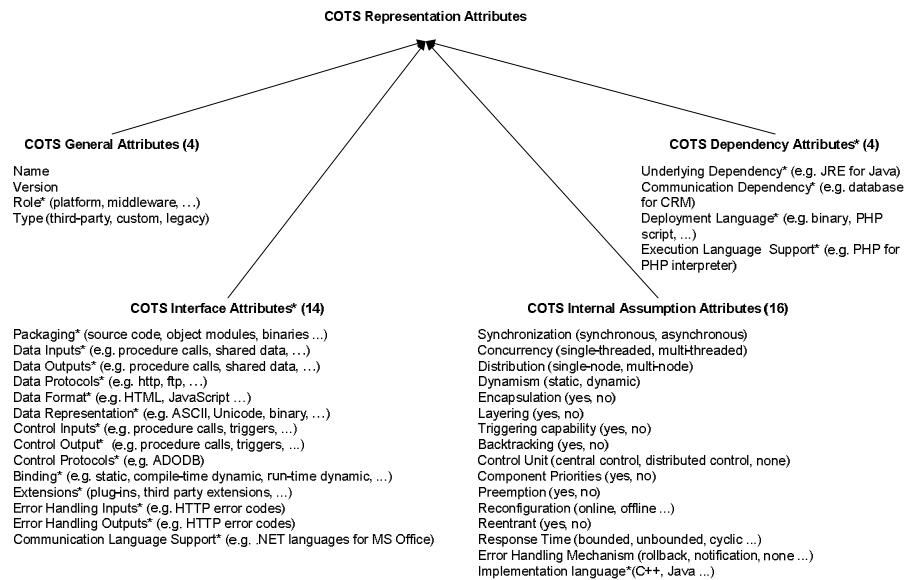 COTS Representation Attributes
COTS General Attributes (4)
Name
Version
Role* (platform, middleware, …)
Type (third-party, custom, legacy)
COTS Dependency Attributes* (4)
Underlying Dependency* (e.g. JRE for Java)
Communication Dependency* (e.g. database
for CRM)
Deployment Language* (e.g. binary, PHP
script, ...)
Execution Language Support* (e.g. PHP for
PHP interpreter)
COTS Interface Attributes* (14)
Packaging* (source code, object modules, binaries ...)
Data Inputs* (e.g. procedure calls, shared data, …)
Data Outputs* (e.g. procedure calls, shared data, …)
Data Protocols* (e.g. http, ftp, …)
Data Format* (e.g. HTML, JavaScript …)
Data Representation* (e.g. ASCII, Unicode, binary, …)
Control Inputs* (e.g. procedure calls, triggers, …)
Control Output* (e.g. procedure calls, triggers, ...)
Control Protocols* (e.g. ADODB)
Binding* (e.g. static, compile-time dynamic, run-time dynamic, ...)
Extensions* (plug-ins, third party extensions, ...)
Error Handling Inputs* (e.g. HTTP error codes)
Error Handling Outputs* (e.g. HTTP error codes)
Communication Language Support* (e.g. .NET languages for MS Office)
COTS Internal Assumption Attributes (16)
Synchronization (synchronous, asynchronous)
Concurrency (single-threaded, multi-threaded)
Distribution (single-node, multi-node)
Dynamism (static, dynamic)
Encapsulation (yes, no)
Layering (yes, no)
Triggering capability (yes, no)
Backtracking (yes, no)
Control Unit (central control, distributed control, none)
Component Priorities (yes, no)
Preemption (yes, no)
Reconfiguration (online, offline ...)
Reentrant (yes, no)
Response Time (bounded, unbounded, cyclic ...)
Error Handling Mechanism (rollback, notification, none ...)
Implementation language*(C++, Java ...)